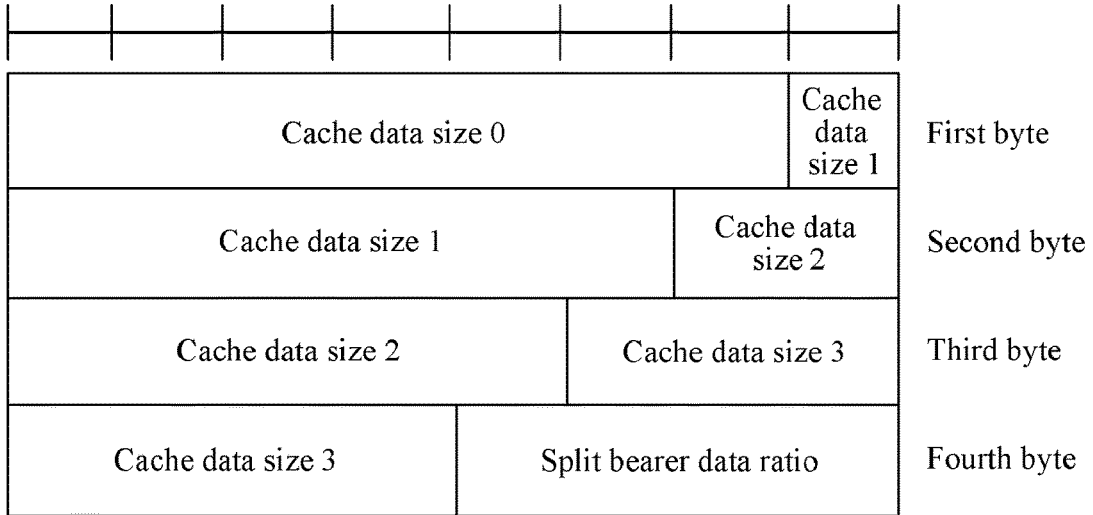 Cache data size 0
Cache
data
size 1
First byte
Cache data size 1
Cache data
size 2
Second byte
Cache data size 2
Cache data size 3
Third byte
Cache data size 3
Split bearer data ratio
Fourth byte